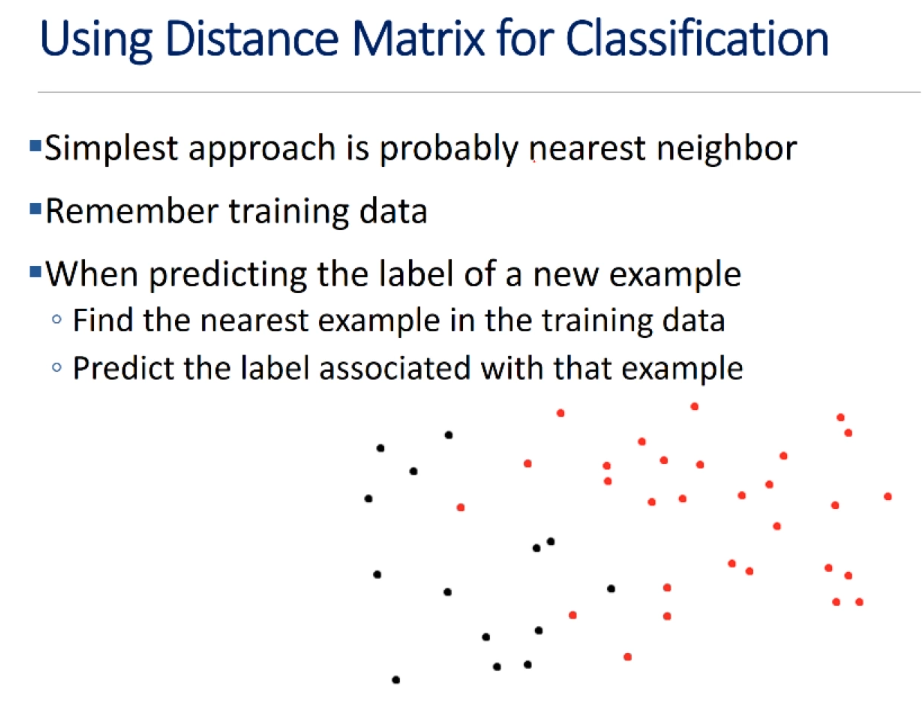 Using Distance Matrix for Classification
▪Simplest approach is probably nearest neighbor
▪Remember training data
▪When predicting the label of a new example
◦ Find the nearest example in the training data
◦ Predict the label associated with that example